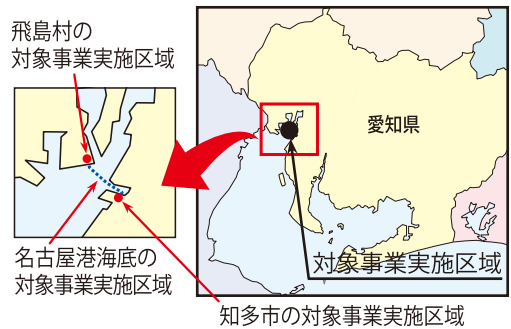 飛島村の
対象事業実施区域
愛知県
名古屋港海底の
対象事業実施区域
対象事業実施区域
知多市の対象事業実施区域